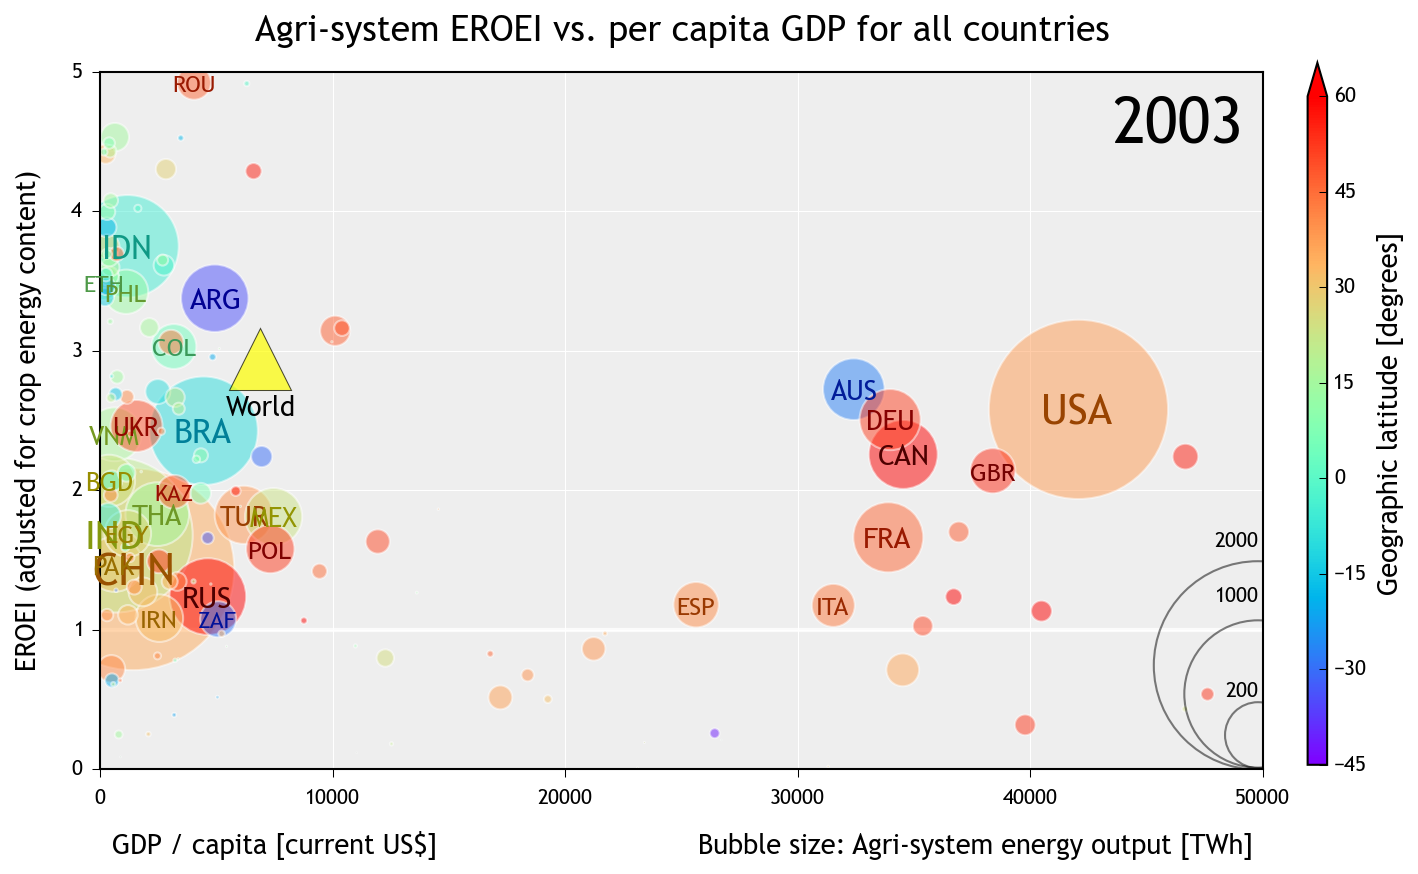 Agri-system EROEI vs. per capita GDP for all countries
2003
EROEI (adjusted for crop energy content)
5
4
3
2
1
0
ROU
IDN
ETH
PHL
ARG
COL
World
VNM
UKR
BRA
AUS
DEU
USA
CAN
GBR
BGD
KAZ
THA
TUR
MEX
IND
EGY
POL
FRA
PAK
CHN
RUS
IRN
ZAF
ESP
ITA
2000
1000
200
0
10000
20000
30000
40000
50000
GDP / capita [current US$]
Bubble size: Agri-system energy output [TWh]
60
45
30
15
0
−15
−30
−45
Geographic latitude [degrees]